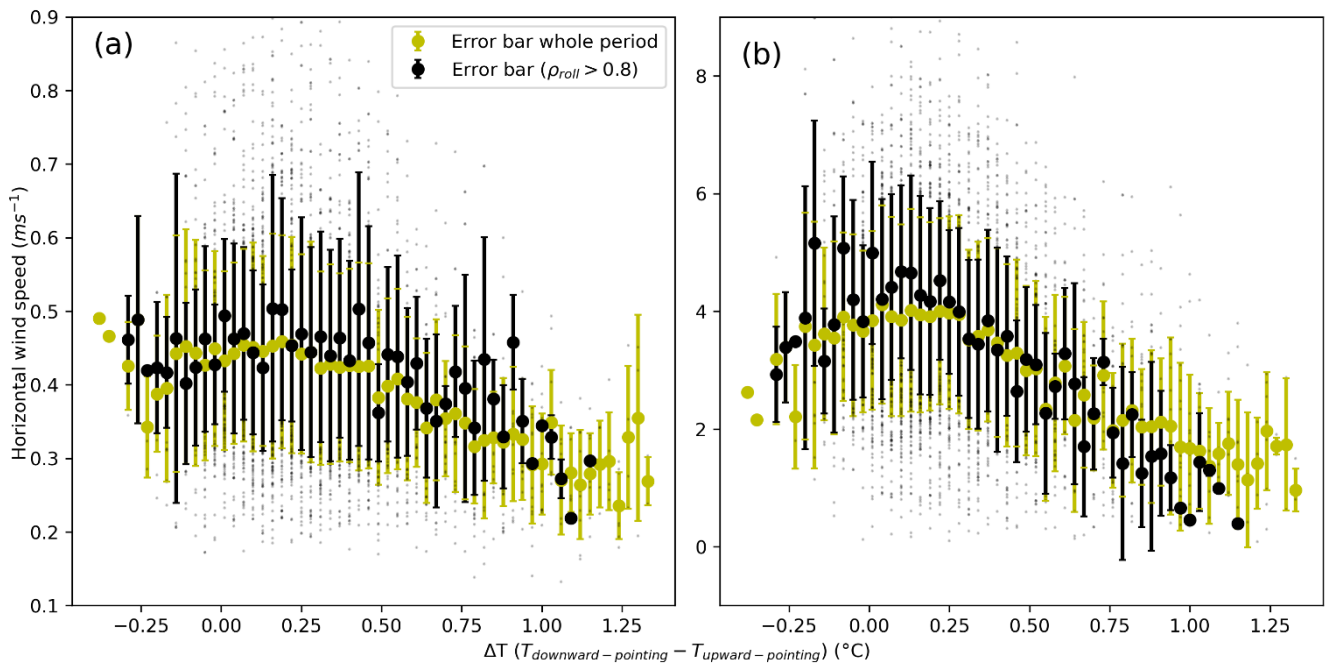 (a)
Error bar whole period
Error bar (ρ_roll > 0.8)
(b)
Horizontal wind speed (ms⁻¹)
0.9
0.8
0.7
0.6
0.5
0.4
0.3
0.2
0.1
8
6
4
2
0
−0.25 0.00 0.25 0.50 0.75 1.00 1.25
−0.25 0.00 0.25 0.50 0.75 1.00 1.25
ΔT (T_downward−pointing − T_upward−pointing) (°C)